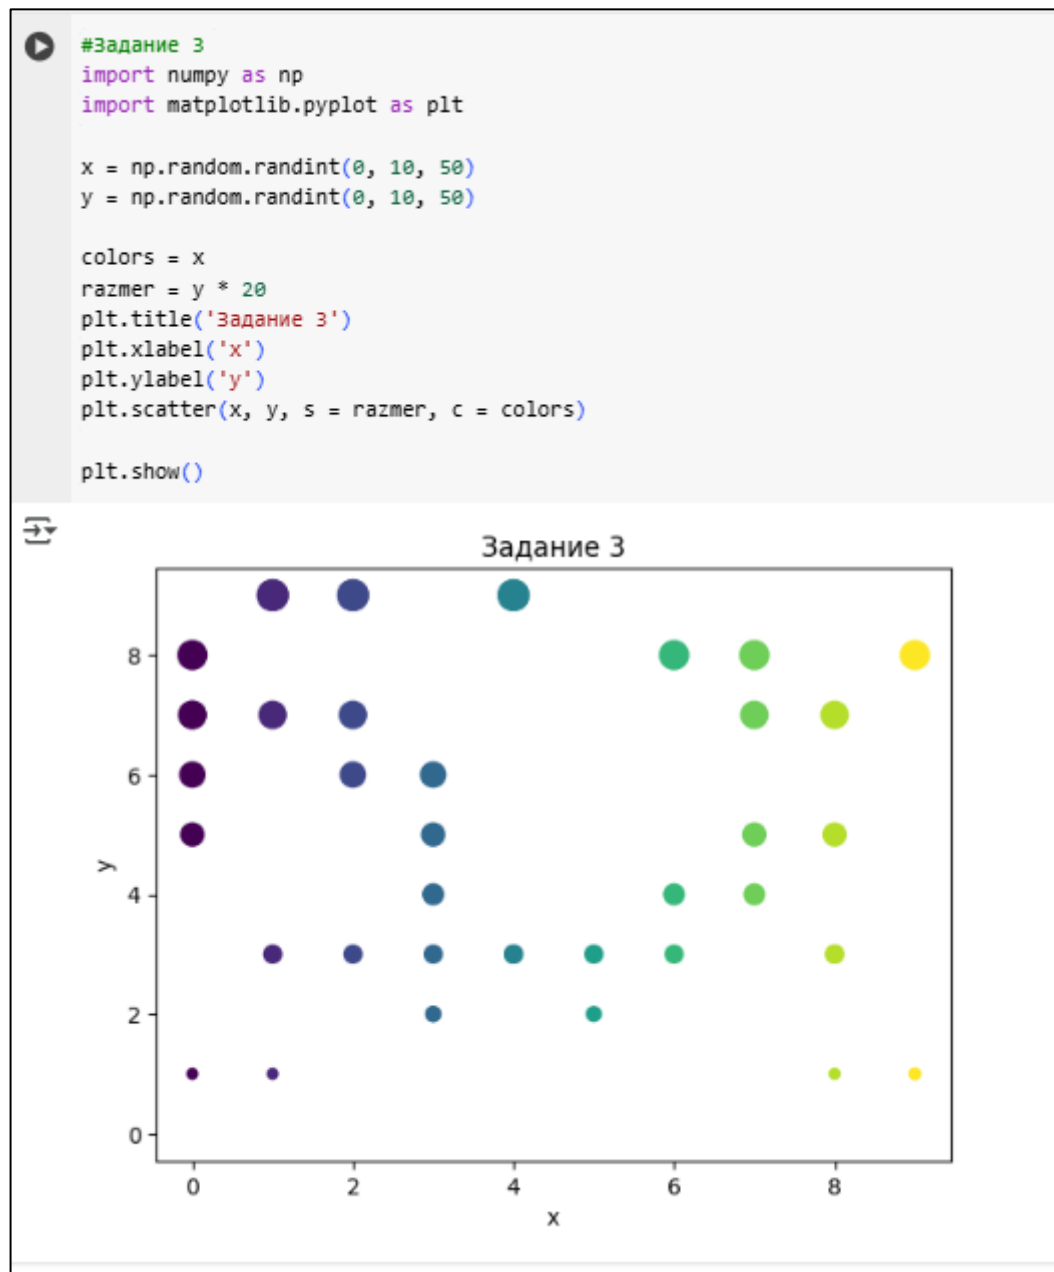 #Задание 3
import numpy as np
import matplotlib.pyplot as plt
x = np.random.randint(0, 10, 50)
y = np.random.randint(0, 10, 50)
colors = x
razmer = y * 20
plt.title('Задание 3')
plt.xlabel('x')
plt.ylabel('y')
plt.scatter(x, y, s = razmer, c = colors)
plt.show()
Задание 3
8
6
y
4
2
0
0 2 4 6 8
x